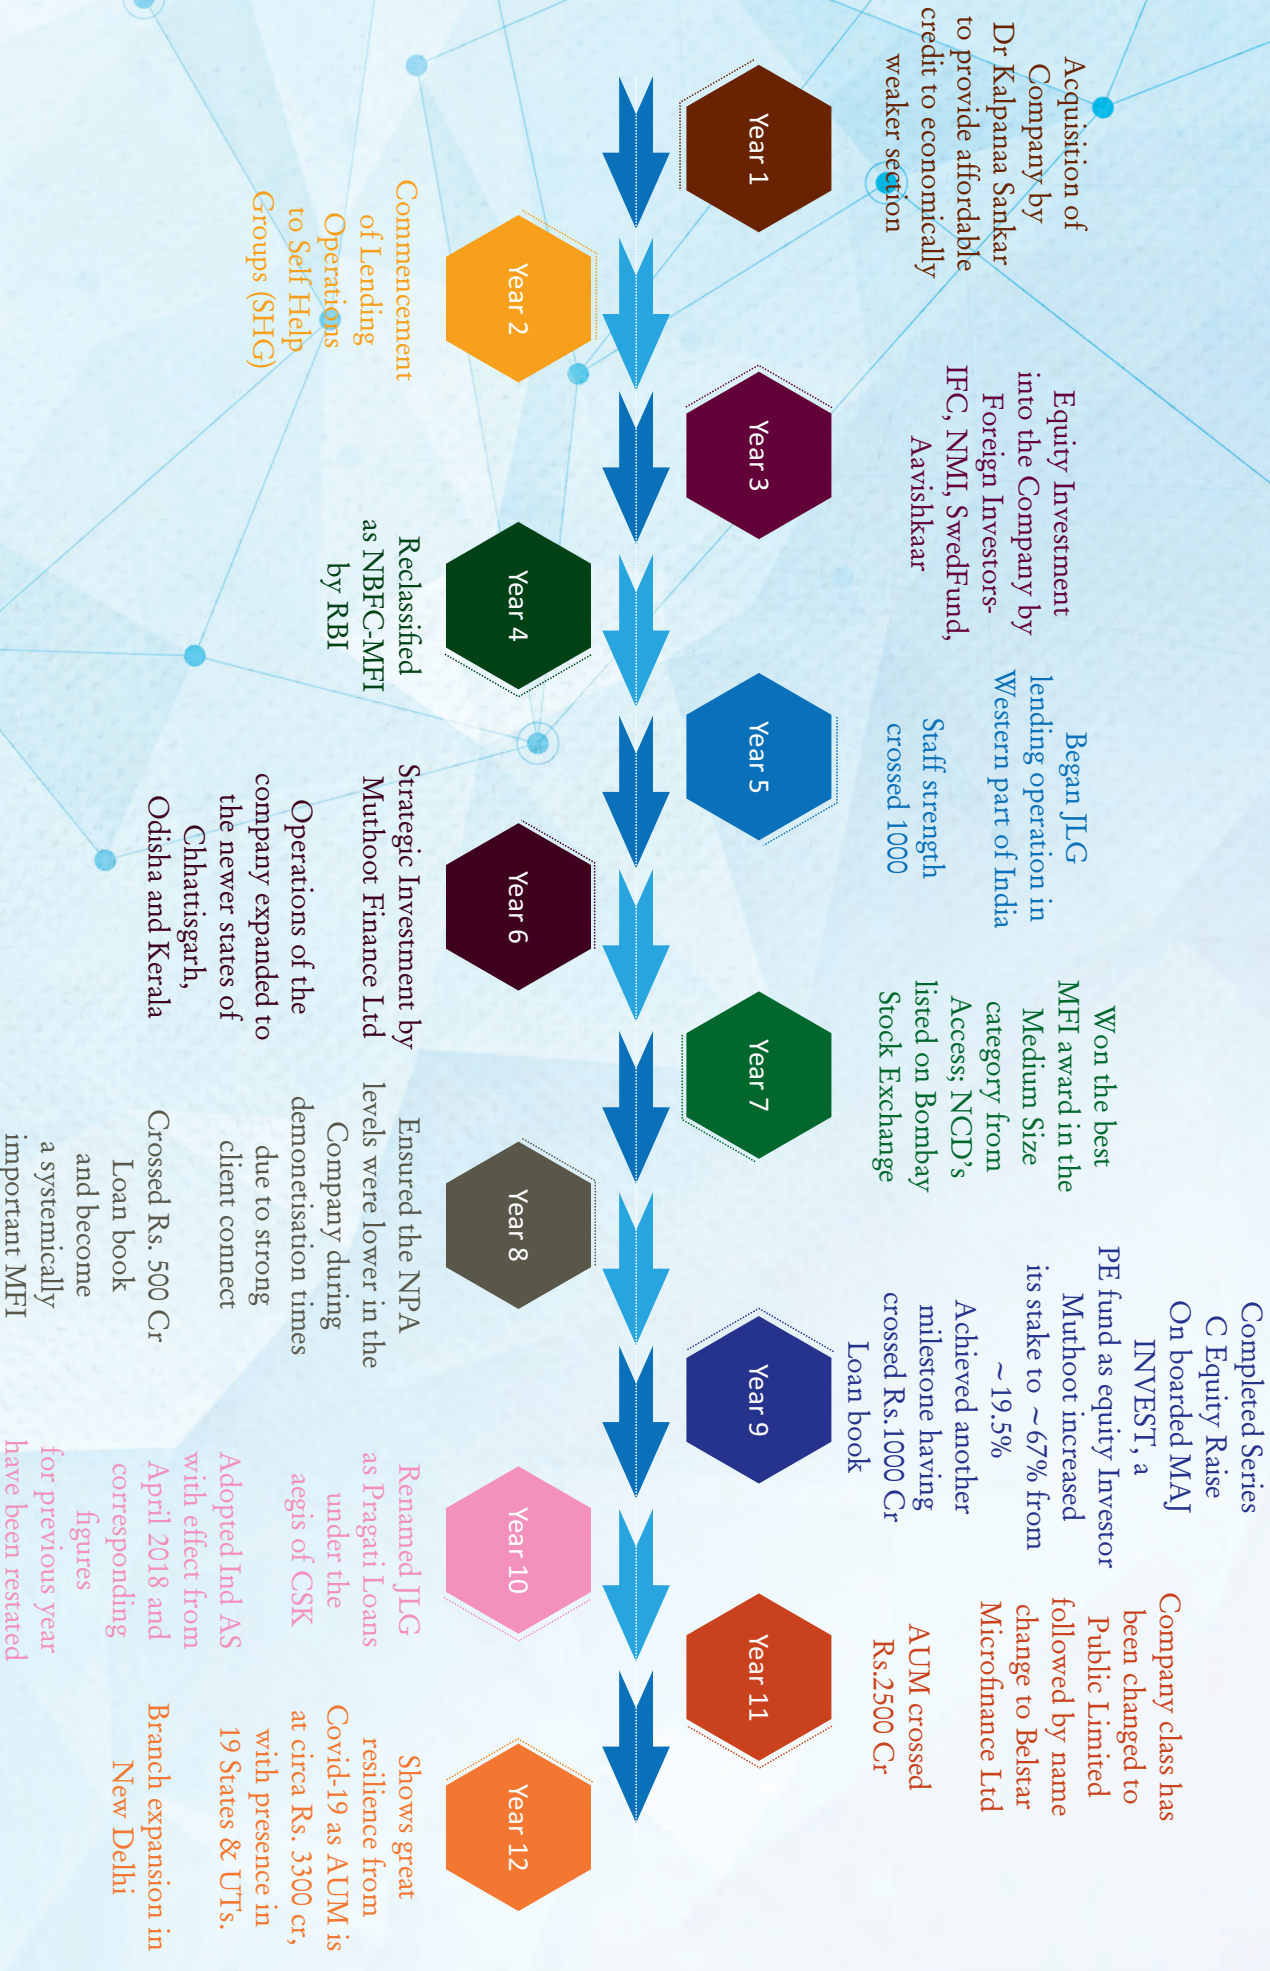 Acquisition of
Company by
Dr Kalpanaa Sankar
to provide affordable
credit to economically
weaker section
Year 1
Year 2
Commencement
of Lending
Operations
to Self Help
Groups (SHG)
Equity Investment
into the Company by
Foreign Investors-
IFC, NMI, SwedFund,
Aavishkaar
Year 3
Year 4
Reclassified
as NBFC-MFI
by RBI
Began JLG
lending operation in
Western part of India
Staff strength
crossed 1000
Year 5
Year 6
Strategic Investment by
Muthoot Finance Ltd
Operations of the
company expanded to
the newer states of
Chhattisgarh,
Odisha and Kerala
Won the best
MFI award in the
Medium Size
category from
Access; NCD's
listed on Bombay
Stock Exchange
Year 7
Year 8
Ensured the NPA
levels were lower in the
Company during
demonetisation times
due to strong
client connect
Crossed Rs. 500 Cr
Loan book
and become
a systemically
important MFI
Completed Series
C Equity Raise
On boarded MAJ
INVEST, a
PE fund as equity Investor
Muthoot increased
its stake to ~67% from
~19.5%
Achieved another
milestone having
crossed Rs.1000 Cr
Loan book
Year 9
Year 10
Renamed JLG
as Pragati Loans
under the
aegis of CSK
Adopted Ind AS
with effect from
April 2018 and
corresponding
figures
for previous year
have been restated
Company class has
been changed to
Public Limited
followed by name
change to Belstar
Microfinance Ltd
AUM crossed
Rs.2500 Cr
Year 11
Year 12
Shows great
resilience from
Covid-19 as AUM is
at circa Rs. 3300 cr,
with presence in
19 States & UTs.
Branch expansion in
New Delhi